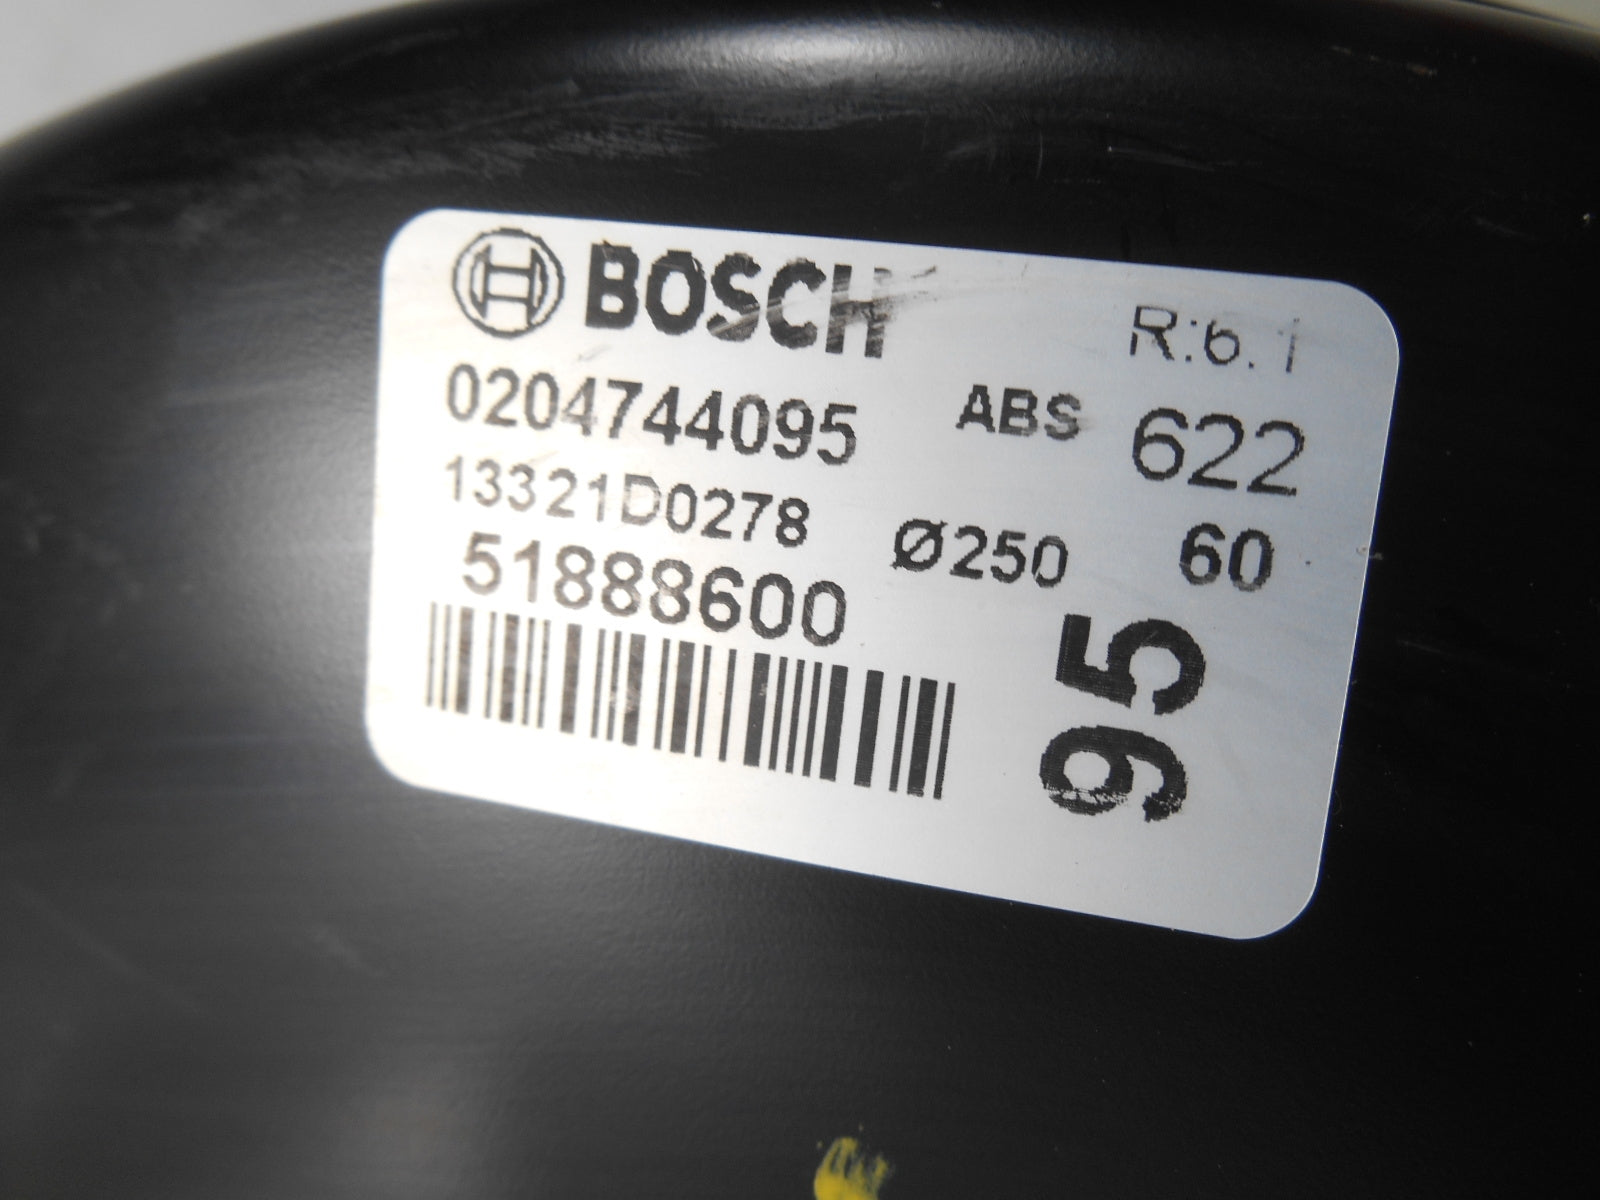 BOSCH R:6.1
0204744095 ABS 622
13321D0278 Ø250 60
51888600
95